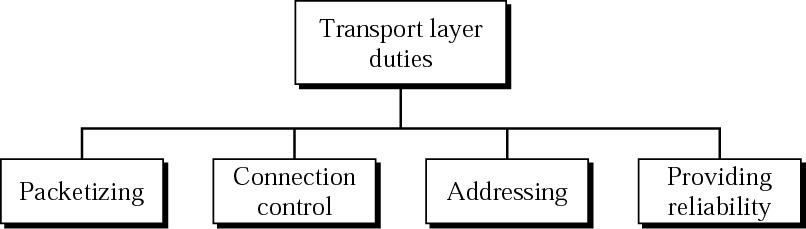 Transport layer
duties
Packetizing
Connection
control
Addressing
Providing
reliability